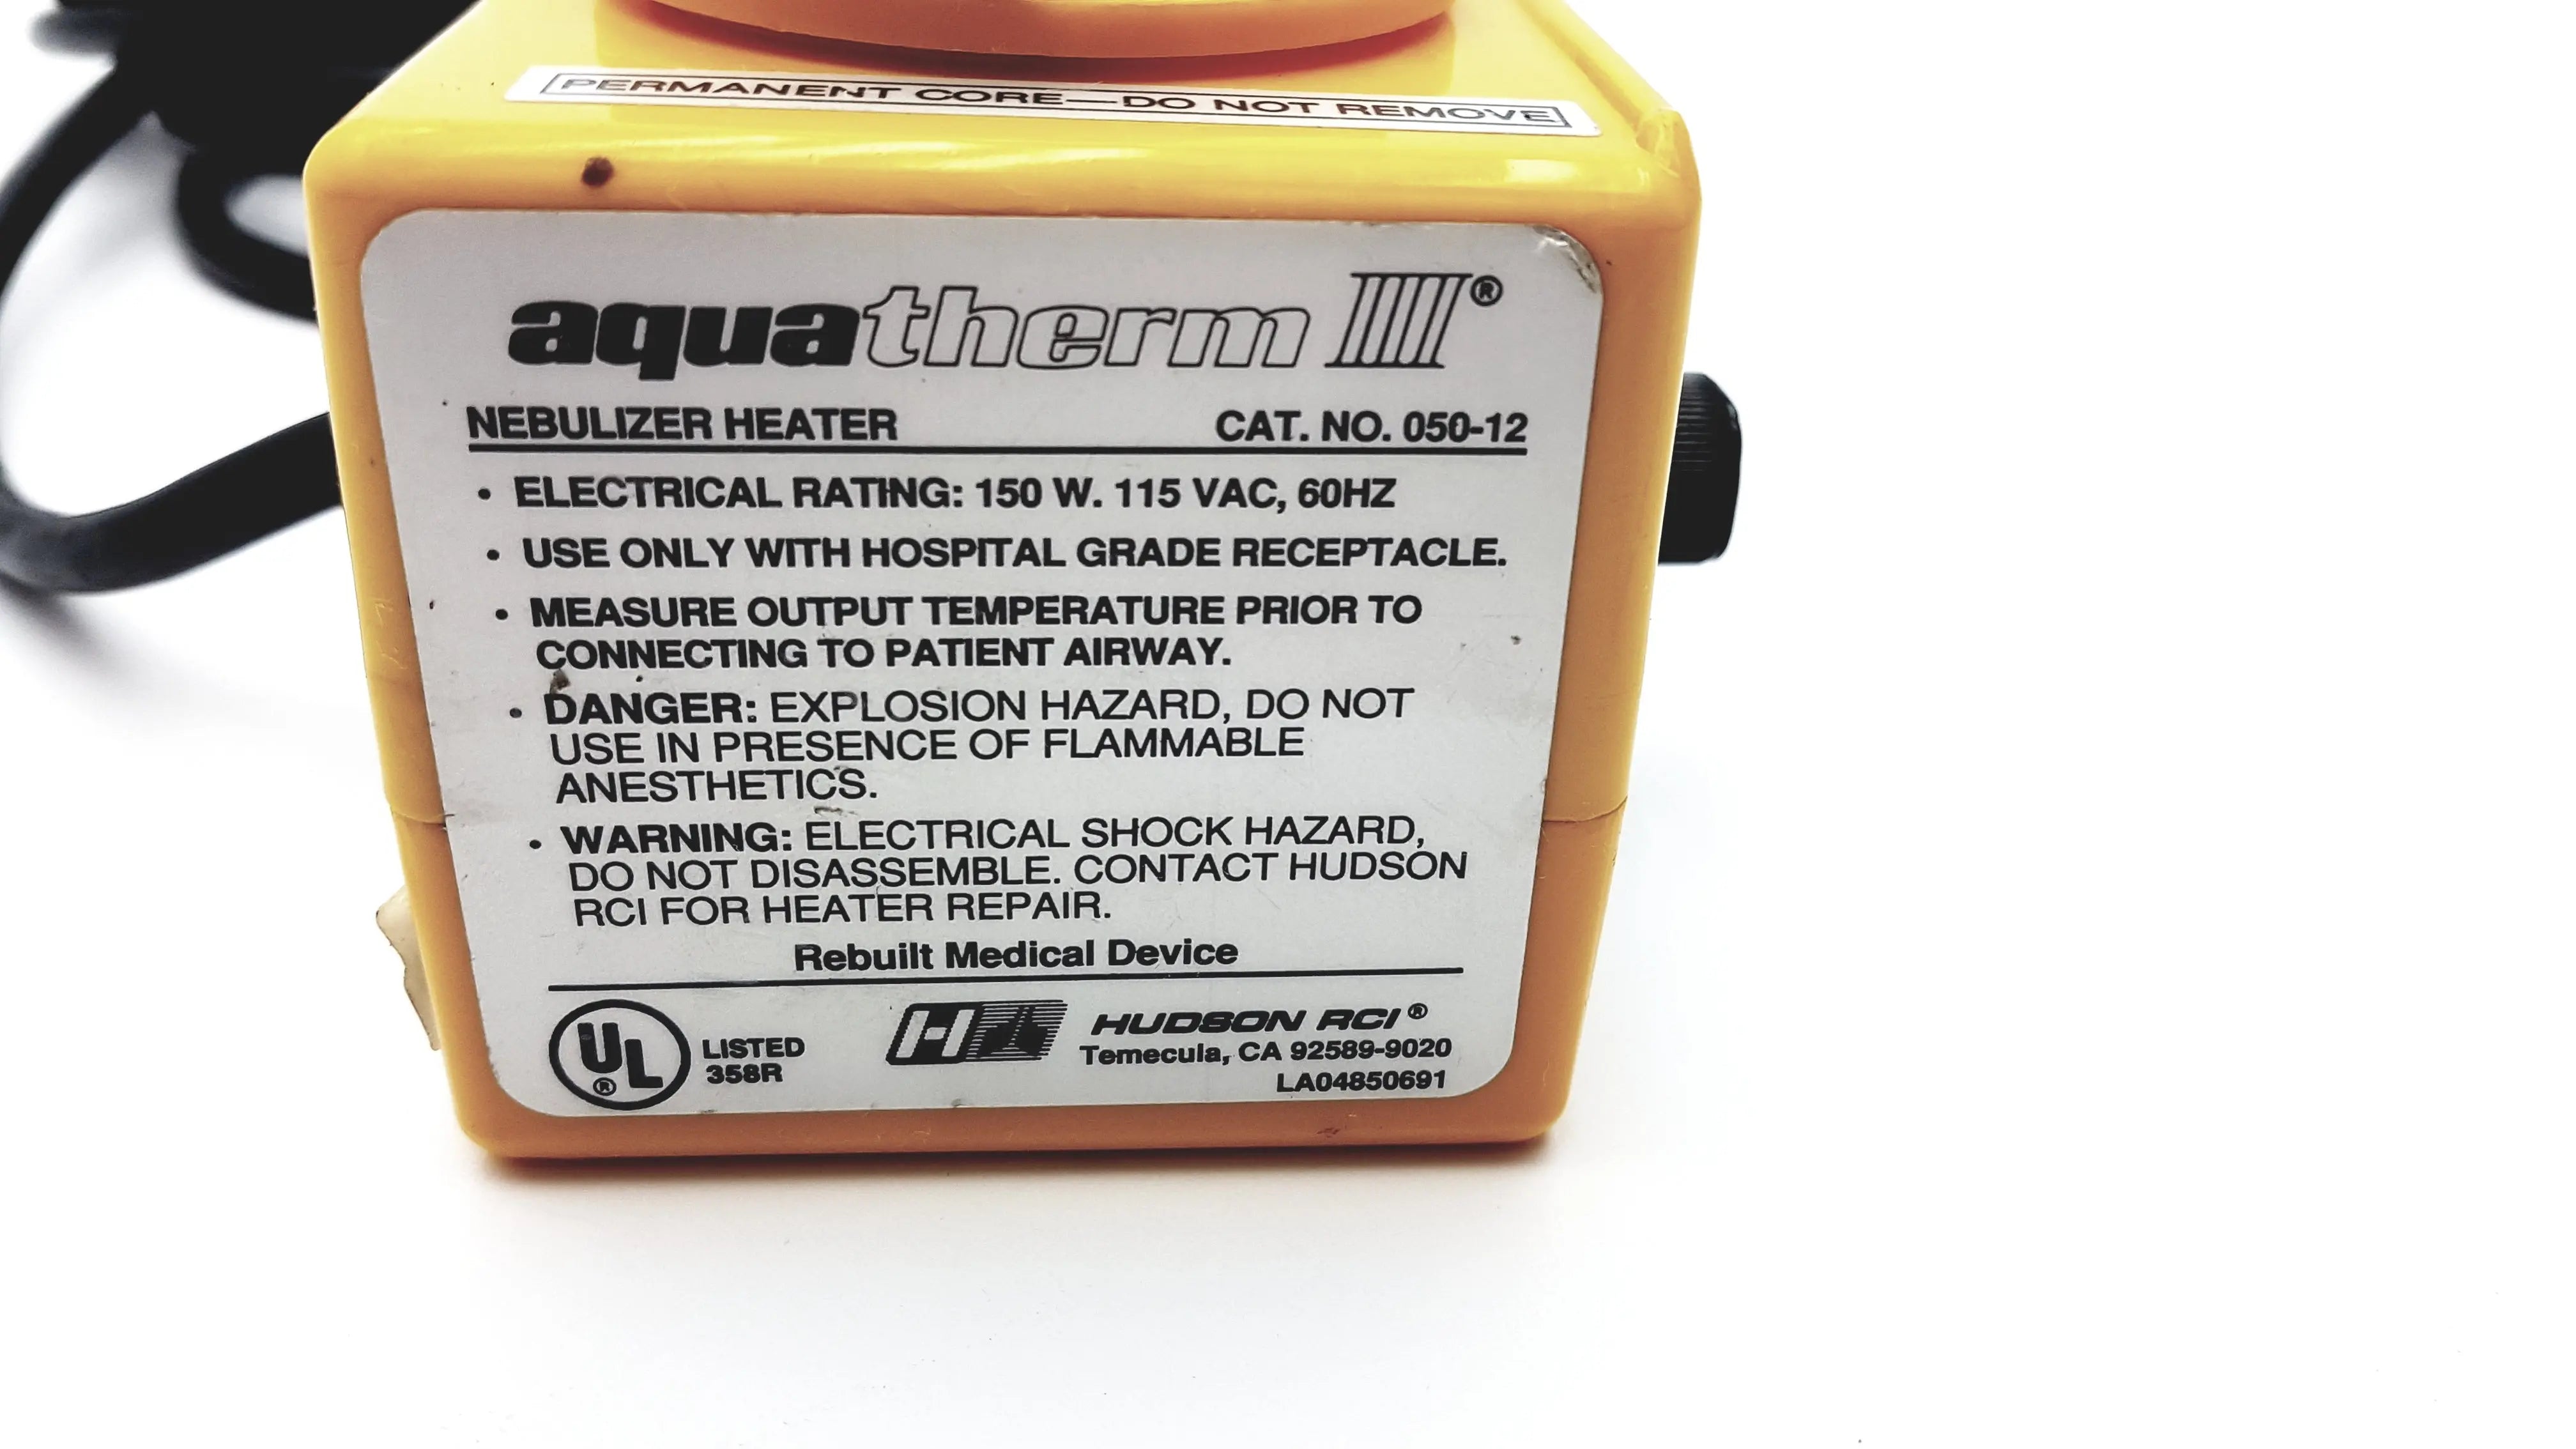 PERMANENT CORE—DO NOT REMOVE
aquatherm III®
NEBULIZER HEATER CAT. NO. 050-12
• ELECTRICAL RATING: 150 W. 115 VAC, 60HZ
• USE ONLY WITH HOSPITAL GRADE RECEPTACLE.
• MEASURE OUTPUT TEMPERATURE PRIOR TO
CONNECTING TO PATIENT AIRWAY.
• DANGER: EXPLOSION HAZARD, DO NOT
USE IN PRESENCE OF FLAMMABLE
ANESTHETICS.
• WARNING: ELECTRICAL SHOCK HAZARD,
DO NOT DISASSEMBLE. CONTACT HUDSON
RCI FOR HEATER REPAIR.
Rebuilt Medical Device
UL® LISTED
358R
HUDSON RCI®
Temecula, CA 92589-9020
LA04850691